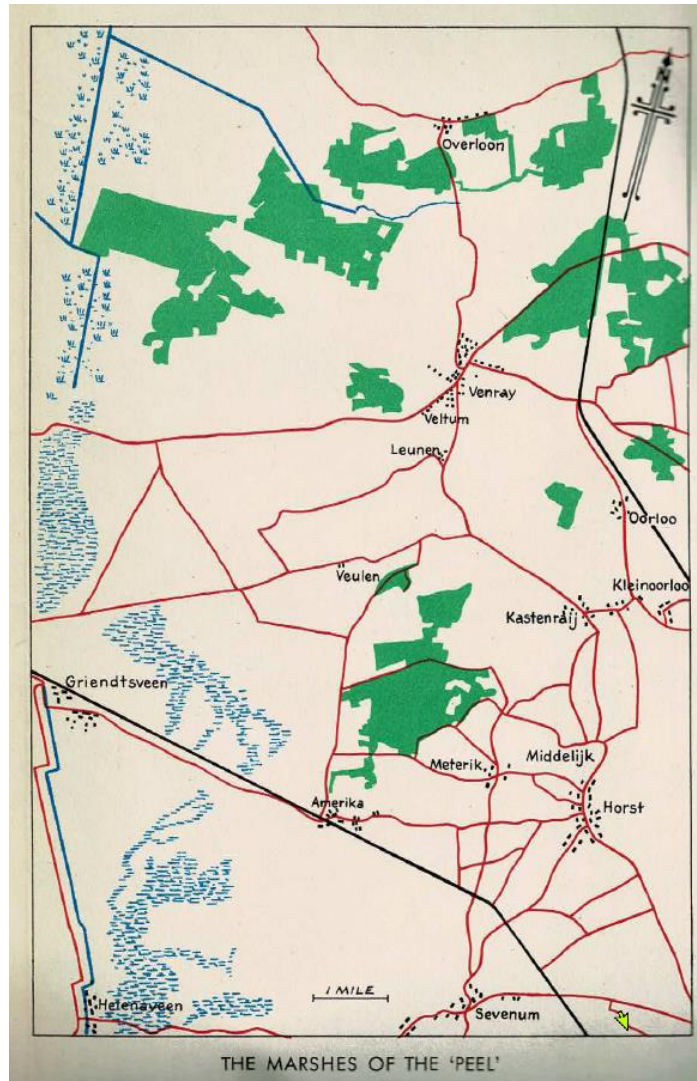 Overloon
Venray
Veltum
Leunen
Oorloo
Veulen
Kleinoorloo
Kastenraij
Griendtsveen
Middelijk
Meterik
Amerika
Horst
1 MILE
Helenaveen
Sevenum
THE MARSHES OF THE 'PEEL'